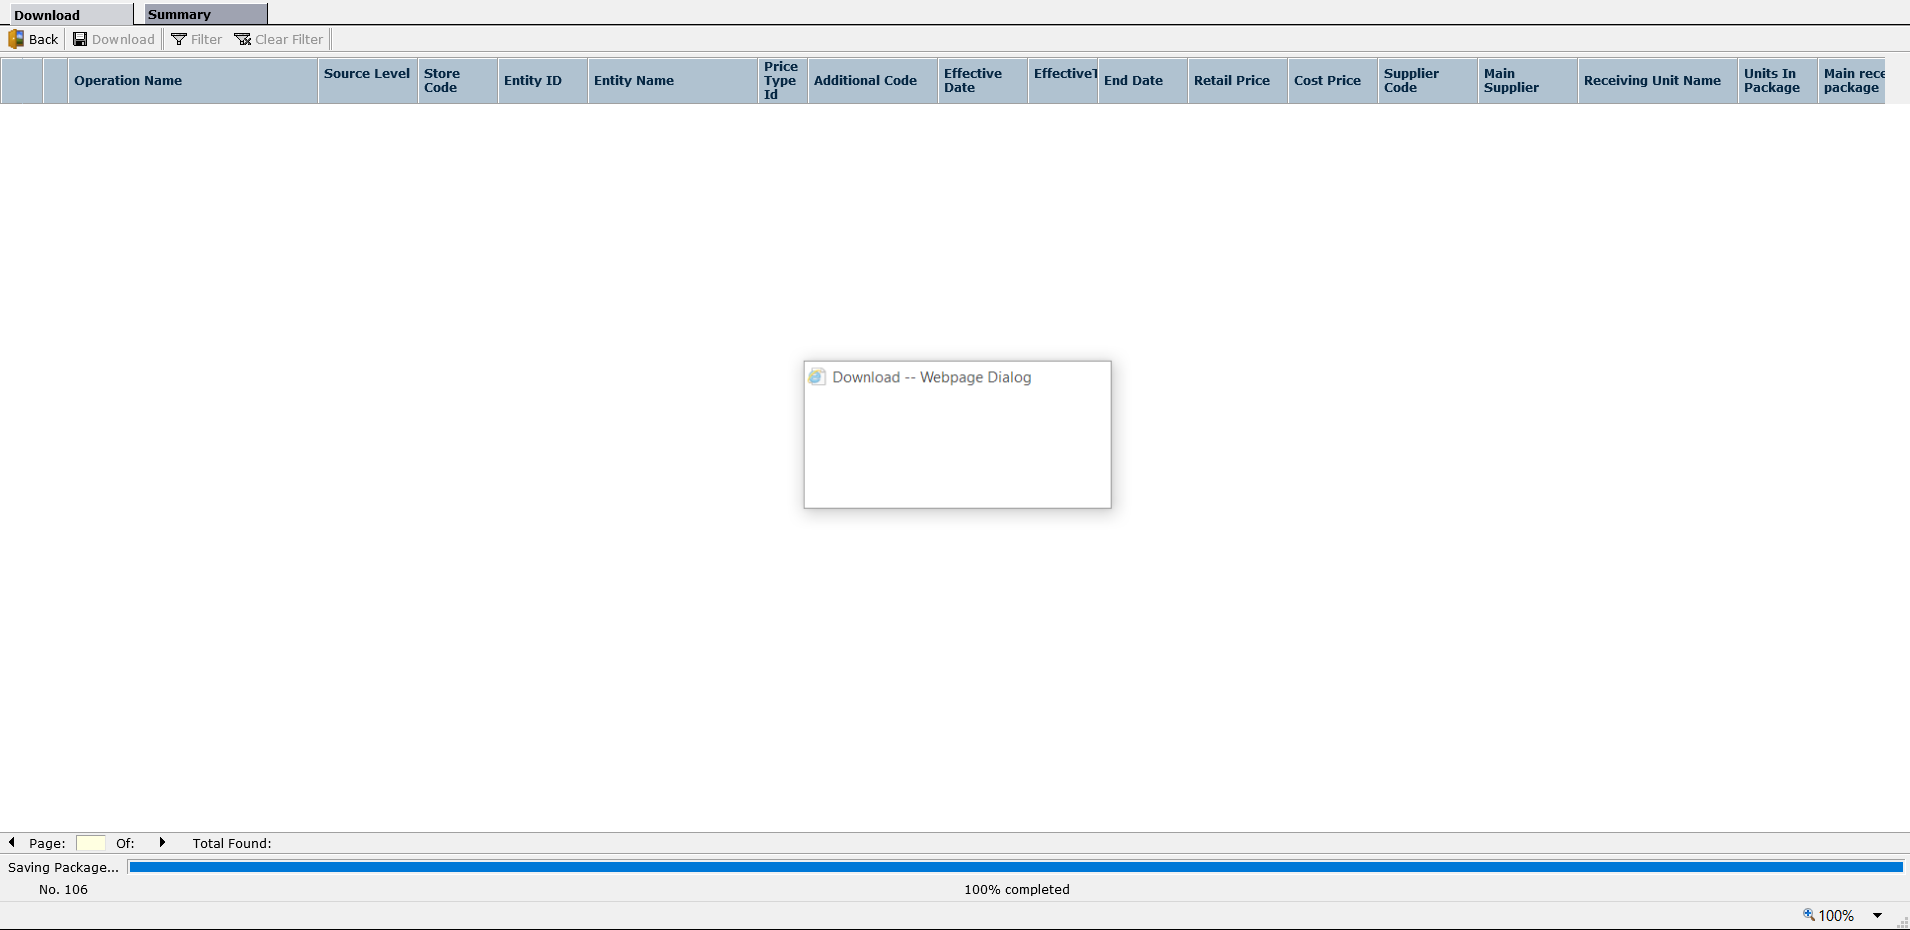 Download Summary
Back Download Filter Clear Filter
Operation Name
Source Level
Store
Code
Entity ID
Entity Name
Price
Type
Id
Additional Code
Effective
Date
EffectiveT
End Date
Retail Price
Cost Price
Supplier
Code
Main
Supplier
Receiving Unit Name
Units In
Package
Main rece
package
Download -- Webpage Dialog
Page: Of: Total Found:
Saving Package...
No. 106 100% completed
100%